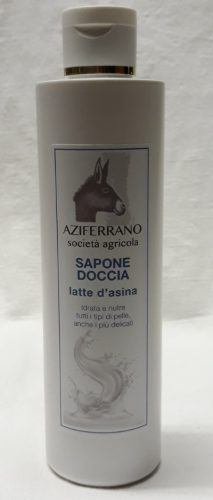 AZIFERRANO
società agricola
SAPONE
DOCCIA
latte d'asina
Idrata e nutre
tutti i tipi di pelle,
anche i più delicati